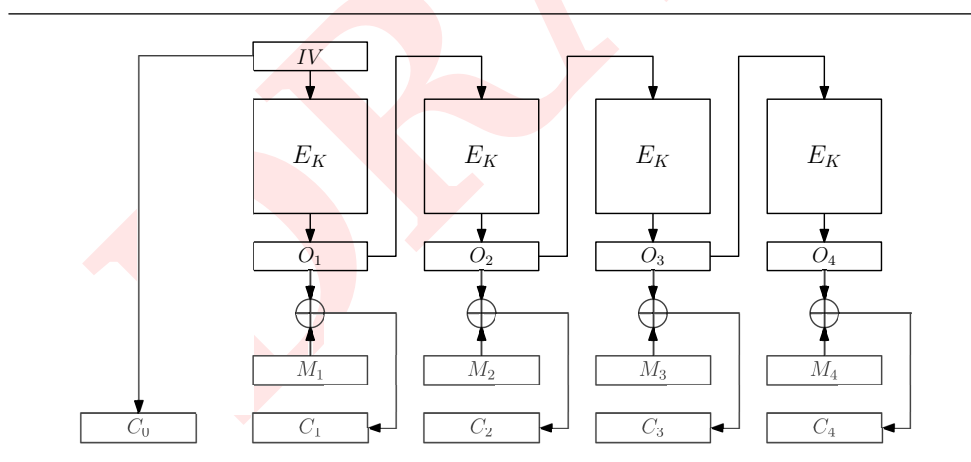 IV
E_K E_K E_K E_K
O_1 O_2 O_3 O_4
M_1 M_2 M_3 M_4
C_0 C_1 C_2 C_3 C_4